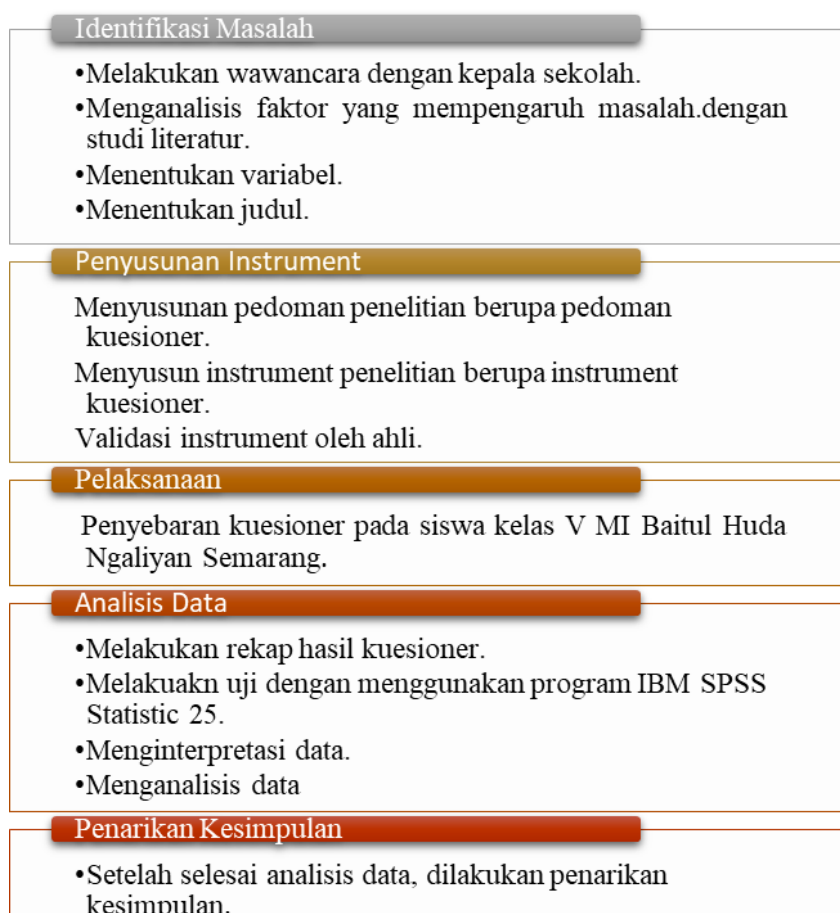 Identifikasi Masalah
•Melakukan wawancara dengan kepala sekolah.
•Menganalisis faktor yang mempengaruh masalah.dengan
studi literatur.
•Menentukan variabel.
•Menentukan judul.
Penyusunan Instrument
Menyusunan pedoman penelitian berupa pedoman
kuesioner.
Menyusun instrument penelitian berupa instrument
kuesioner.
Validasi instrument oleh ahli.
Pelaksanaan
Penyebaran kuesioner pada siswa kelas V MI Baitul Huda
Ngaliyan Semarang.
Analisis Data
•Melakukan rekap hasil kuesioner.
•Melakuakn uji dengan menggunakan program IBM SPSS
Statistic 25.
•Menginterpretasi data.
•Menganalisis data
Penarikan Kesimpulan
•Setelah selesai analisis data, dilakukan penarikan
kesimpulan.